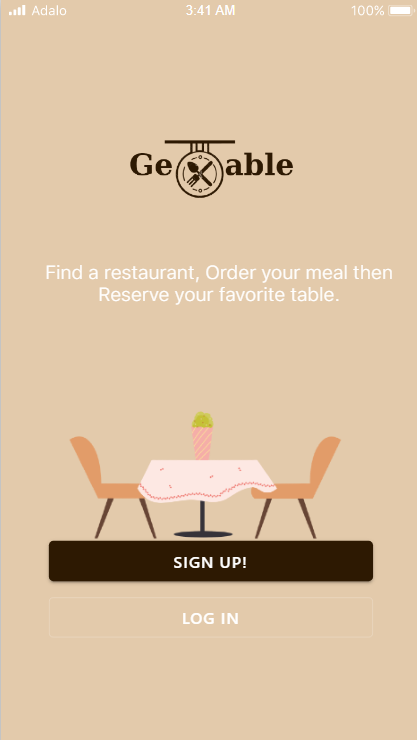 Adalo 3:41 AM 100%
Ge able
Find a restaurant, Order your meal then
Reserve your favorite table.
SIGN UP!
LOG IN